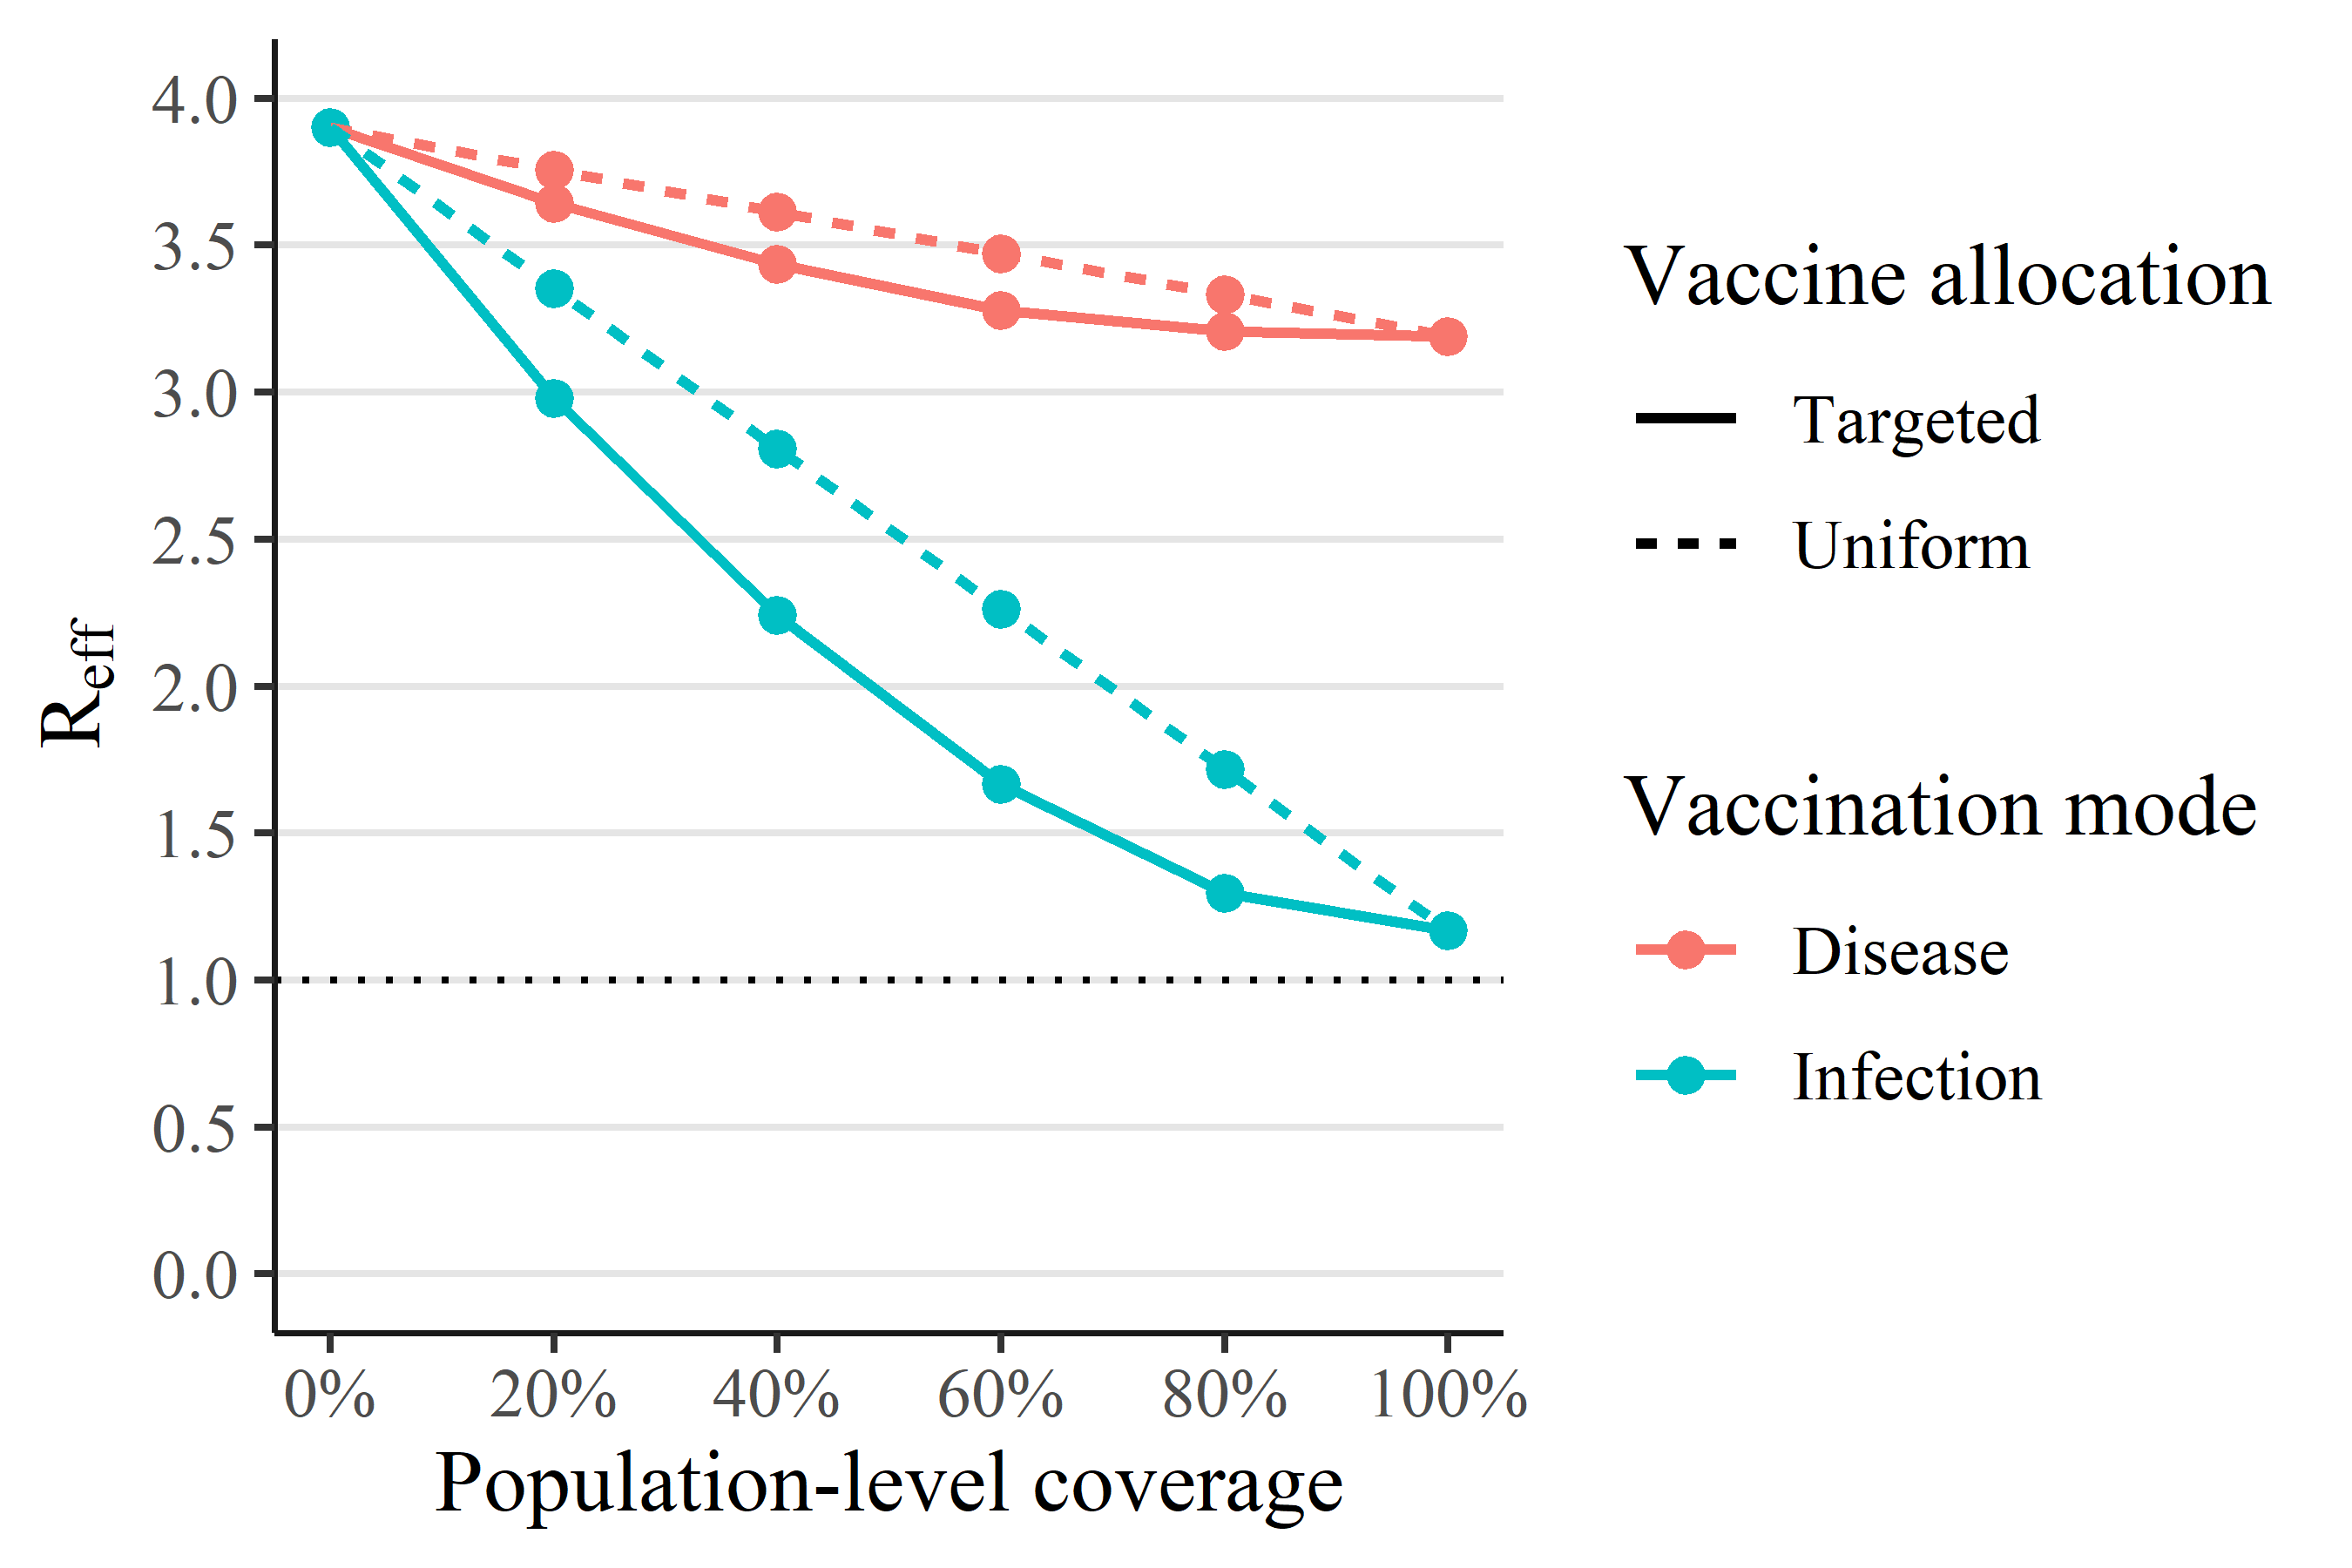 4.0
3.5
3.0
2.5
2.0
1.5
1.0
0.5
0.0
Reff
0% 20% 40% 60% 80% 100%
Population-level coverage
Vaccine allocation
Targeted
Uniform
Vaccination mode
Disease
Infection